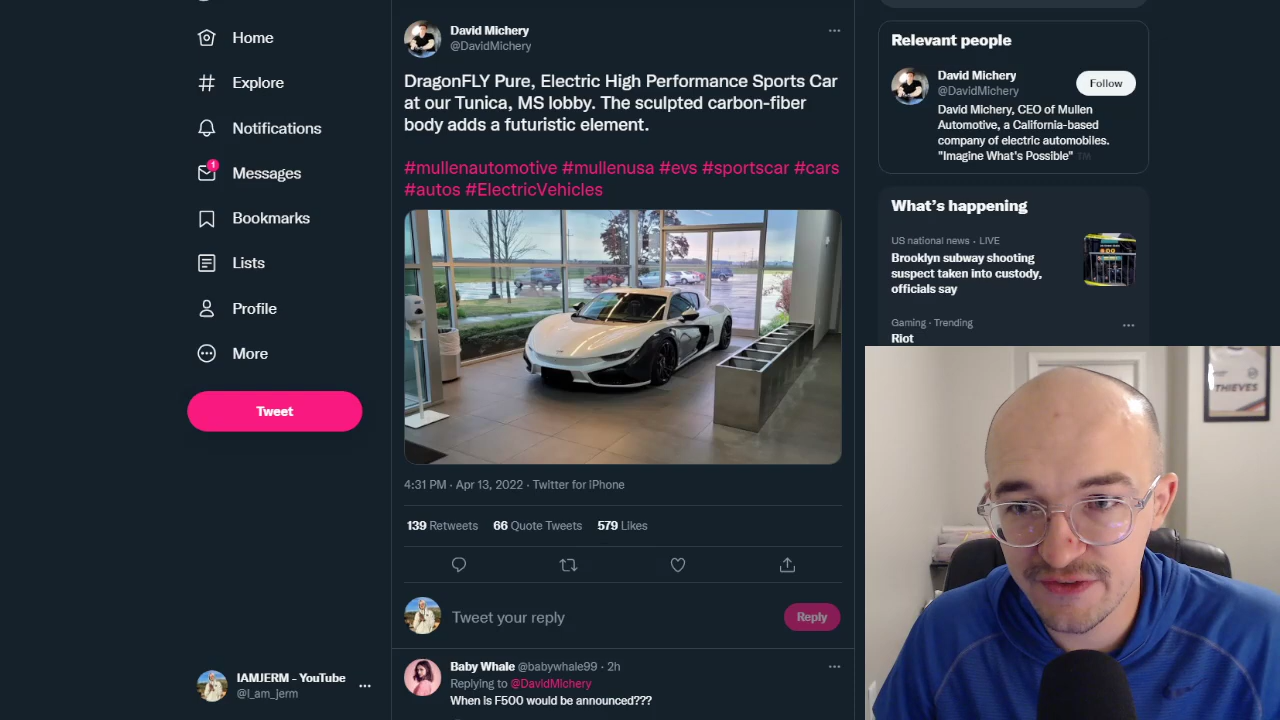 Home
Explore
Notifications
1
Messages
Bookmarks
Lists
Profile
More
Tweet
IAMJERM - YouTube
@I_am_jerm
David Michery
@DavidMichery
DragonFLY Pure, Electric High Performance Sports Car
at our Tunica, MS lobby. The sculpted carbon-fiber
body adds a futuristic element.
#mullenautomotive #mullenusa #evs #sportscar #cars
#autos #ElectricVehicles
4:31 PM · Apr 13, 2022 · Twitter for iPhone
139 Retweets 66 Quote Tweets 579 Likes
Tweet your reply
Reply
Baby Whale @babywhale99 · 2h
Replying to @DavidMichery
When is F500 would be announced???
Relevant people
David Michery
@DavidMichery
Follow
David Michery, CEO of Mullen
Automotive, a California-based
company of electric automobiles.
"Imagine What's Possible" TM
What's happening
US national news · LIVE
Brooklyn subway shooting
suspect taken into custody,
officials say
Gaming · Trending
Riot
THIEVES